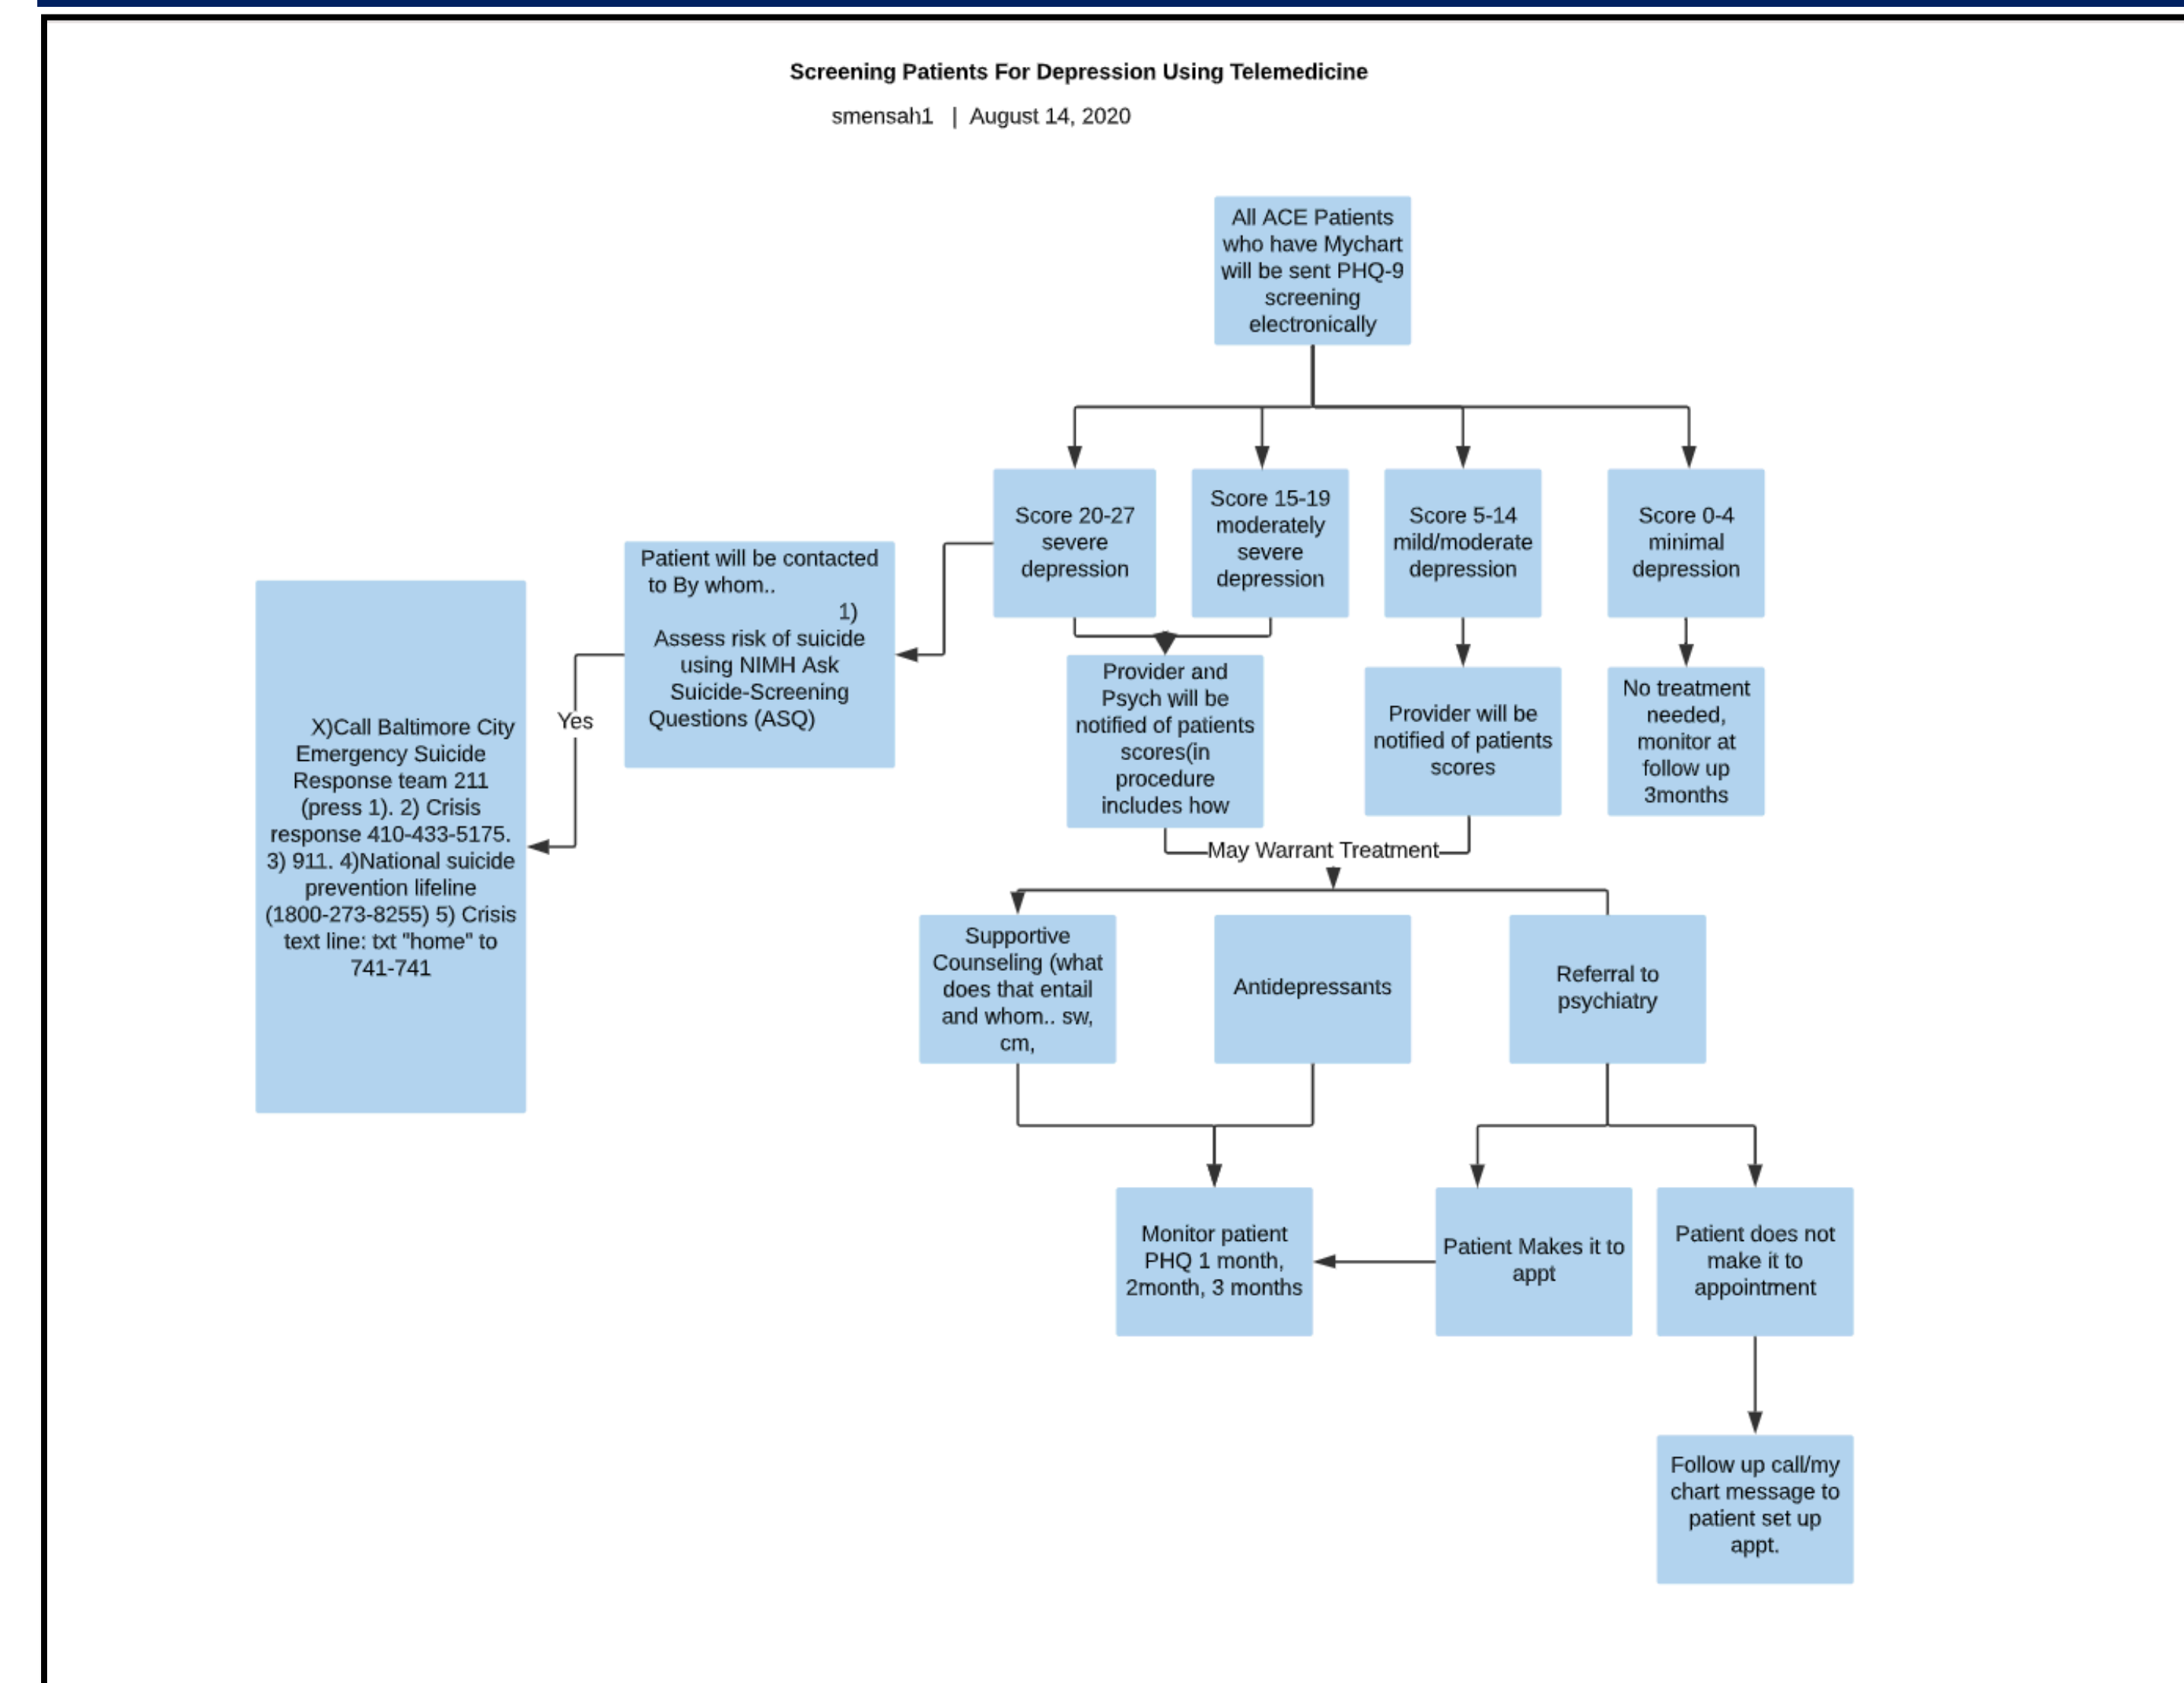 Screening Patients For Depression Using Telemedicine
smensah1 | August 14, 2020
All ACE Patients
who have Mychart
will be sent PHQ-9
screening
electronically
Score 20-27
severe
depression
Score 15-19
moderately
severe
depression
Score 5-14
mild/moderate
depression
Score 0-4
minimal
depression
Patient will be contacted
to By whom..
1)
Assess risk of suicide
using NIMH Ask
Suicide-Screening
Questions (ASQ)
Yes
X)Call Baltimore City
Emergency Suicide
Response team 211
(press 1). 2) Crisis
response 410-433-5175.
3) 911. 4)National suicide
prevention lifeline
(1800-273-8255) 5) Crisis
text line: txt "home" to
741-741
Provider and
Psych will be
notified of patients
scores(in
procedure
includes how
Provider will be
notified of patients
scores
No treatment
needed,
monitor at
follow up
3months
May Warrant Treatment
Supportive
Counseling (what
does that entail
and whom.. sw,
cm,
Antidepressants
Referral to
psychiatry
Monitor patient
PHQ 1 month,
2month, 3 months
Patient Makes it to
appt
Patient does not
make it to
appointment
Follow up call/my
chart message to
patient set up
appt.